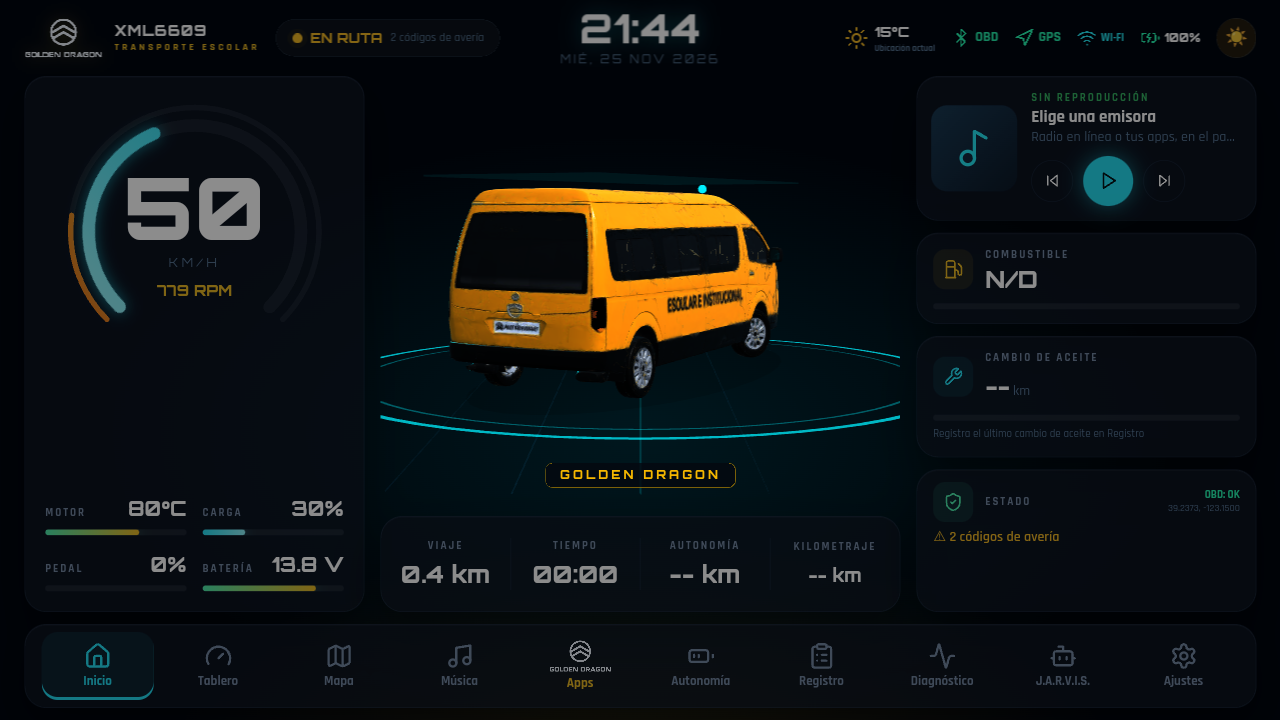 GOLDEN DRAGON
XML6609
TRANSPORTE ESCOLAR
EN RUTA 2 códigos de avería
21:44
MIÉ, 25 NOV 2026
15°C
Ubicación actual
OBD
GPS
WI-FI
100%
50
KM/H
779 RPM
MOTOR 80°C
CARGA 30%
PEDAL 0%
BATERÍA 13.8 V
ESCOLAR E INSTITUCIONAL
GOLDEN DRAGON
VIAJE
0.4 km
TIEMPO
00:00
AUTONOMÍA
-- km
KILOMETRAJE
-- km
SIN REPRODUCCIÓN
Elige una emisora
Radio en línea o tus apps, en el pa...
COMBUSTIBLE
N/D
CAMBIO DE ACEITE
-- km
Registra el último cambio de aceite en Registro
ESTADO
OBD: OK
39.2373, -123.1500
⚠ 2 códigos de avería
Inicio
Tablero
Mapa
Música
GOLDEN DRAGON
Apps
Autonomía
Registro
Diagnóstico
J.A.R.V.I.S.
Ajustes